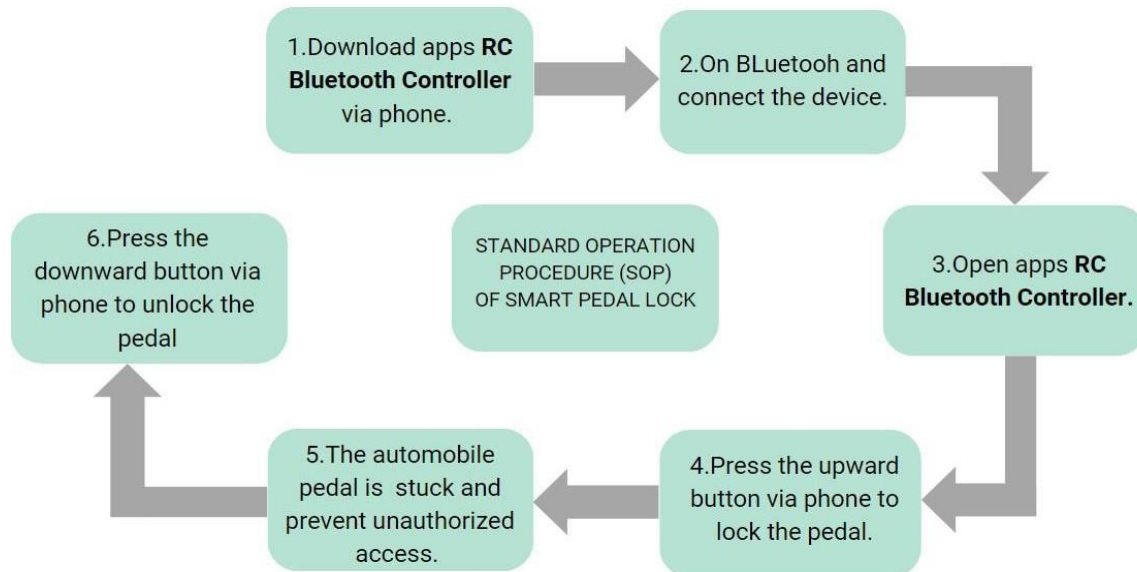 1.Download apps RC
Bluetooth Controller
via phone.
2.On BLuetooh and
connect the device.
3.Open apps RC
Bluetooth Controller.
4.Press the upward
button via phone to
lock the pedal.
5.The automobile
pedal is stuck and
prevent unauthorized
access.
6.Press the
downward button via
phone to unlock the
pedal
STANDARD OPERATION
PROCEDURE (SOP)
OF SMART PEDAL LOCK